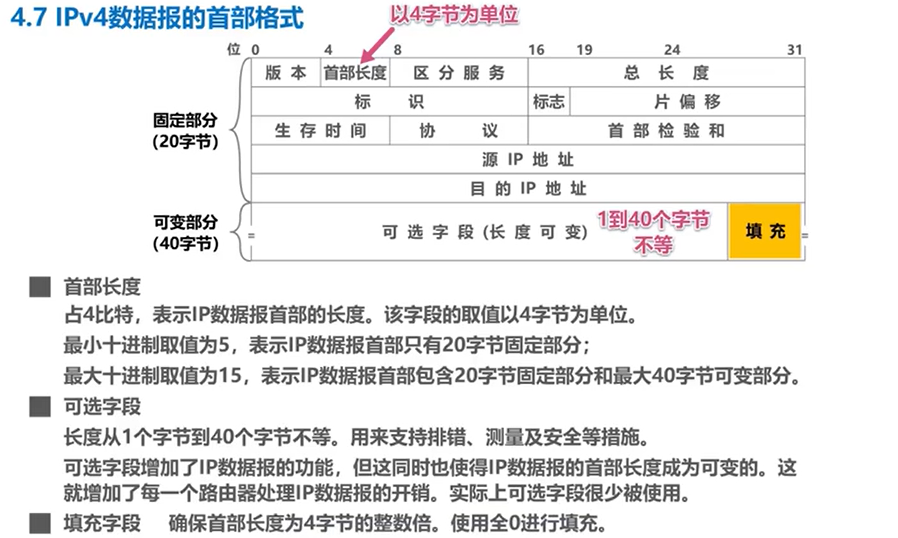 4.7 IPv4数据报的首部格式
以4字节为单位
位 0 4 8 16 19 24 31
版本 首部长度 区分服务 总长度
标识 标志 片偏移
固定部分
(20字节)
生存时间 协议 首部检验和
源IP地址
目的IP地址
可变部分
(40字节)
可选字段(长度可变)
1到40个字节
不等
填充
首部长度
占4比特，表示IP数据报首部的长度。该字段的取值以4字节为单位。
最小十进制取值为5，表示IP数据报首部只有20字节固定部分；
最大十进制取值为15，表示IP数据报首部包含20字节固定部分和最大40字节可变部分。
可选字段
长度从1个字节到40个字节不等。用来支持排错、测量及安全等措施。
可选字段增加了IP数据报的功能，但这同时也使得IP数据报的首部长度成为可变的。这
就增加了每一个路由器处理IP数据报的开销。实际上可选字段很少被使用。
填充字段 确保首部长度为4字节的整数倍。使用全0进行填充。